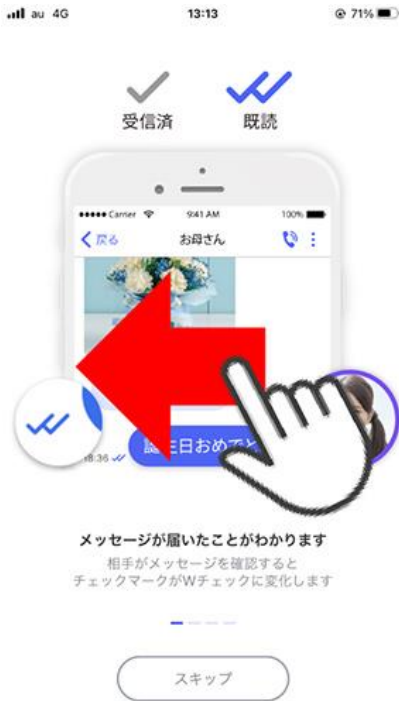 au 4G 13:13 71%
受信済 既読
Carrier 9:41 AM 100%
戻る お母さん
誕生日おめでと
18:36
メッセージが届いたことがわかります
相手がメッセージを確認すると
チェックマークがWチェックに変化します
スキップ